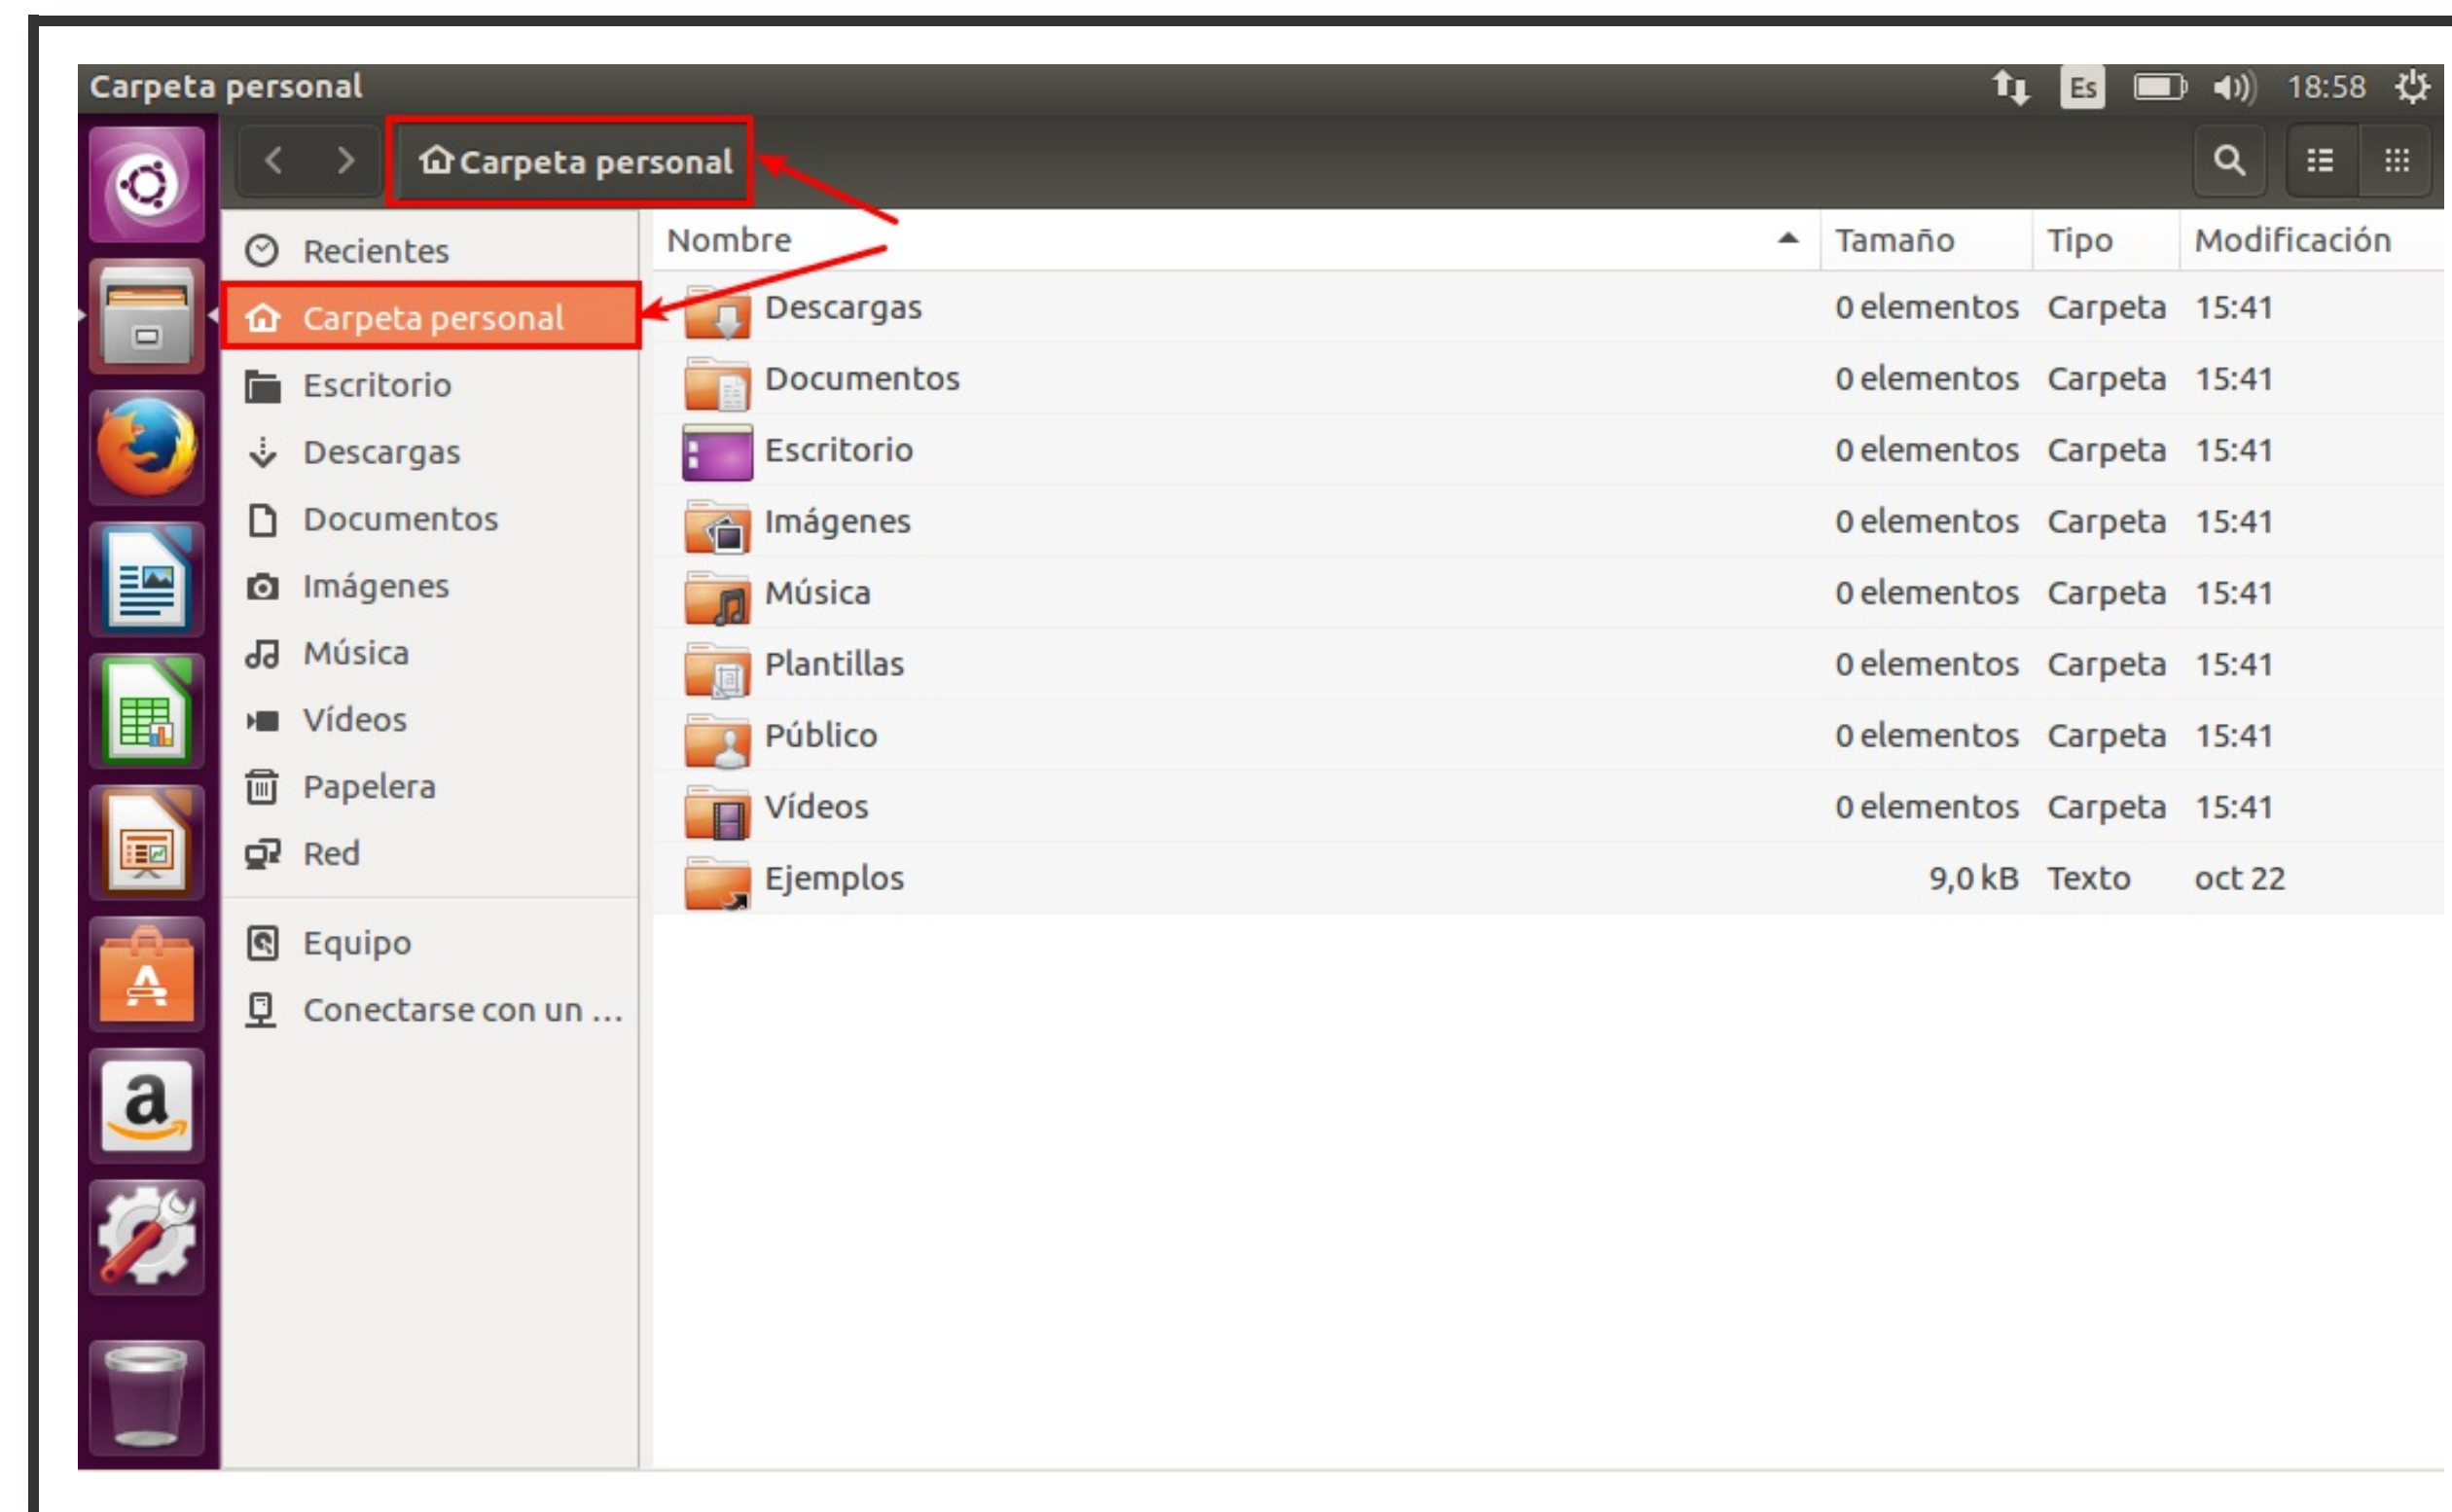 Carpeta personal
Es 18:58
Carpeta personal
Recientes
Carpeta personal
Escritorio
Descargas
Documentos
Imágenes
Música
Vídeos
Papelera
Red
Equipo
Conectarse con un ...
Nombre Tamaño Tipo Modificación
Descargas 0 elementos Carpeta 15:41
Documentos 0 elementos Carpeta 15:41
Escritorio 0 elementos Carpeta 15:41
Imágenes 0 elementos Carpeta 15:41
Música 0 elementos Carpeta 15:41
Plantillas 0 elementos Carpeta 15:41
Público 0 elementos Carpeta 15:41
Vídeos 0 elementos Carpeta 15:41
Ejemplos 9,0 kB Texto oct 22
a